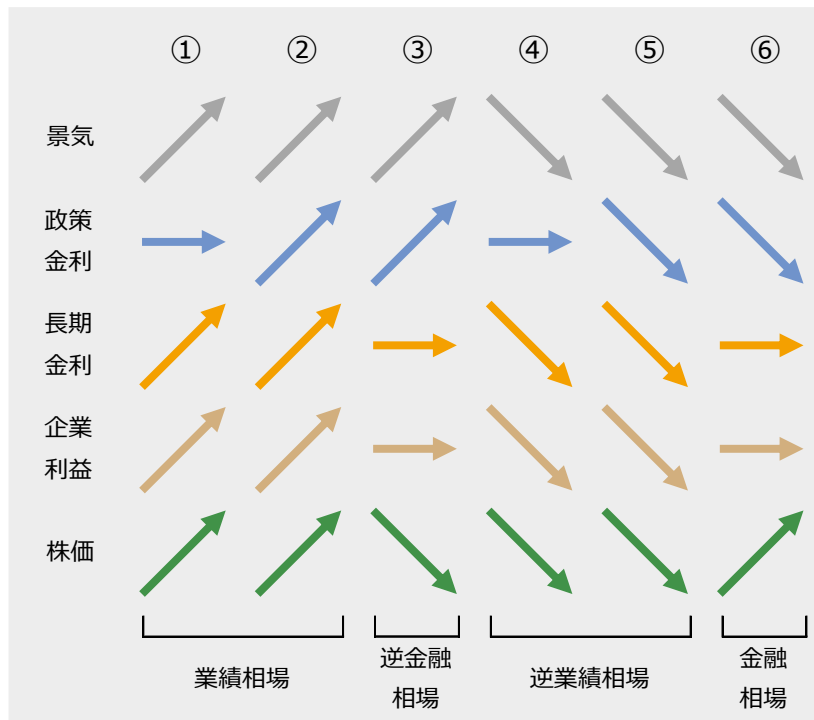 ① ② ③ ④ ⑤ ⑥
景気
政策
金利
長期
金利
企業
利益
株価
業績相場
逆金融
相場
逆業績相場
金融
相場